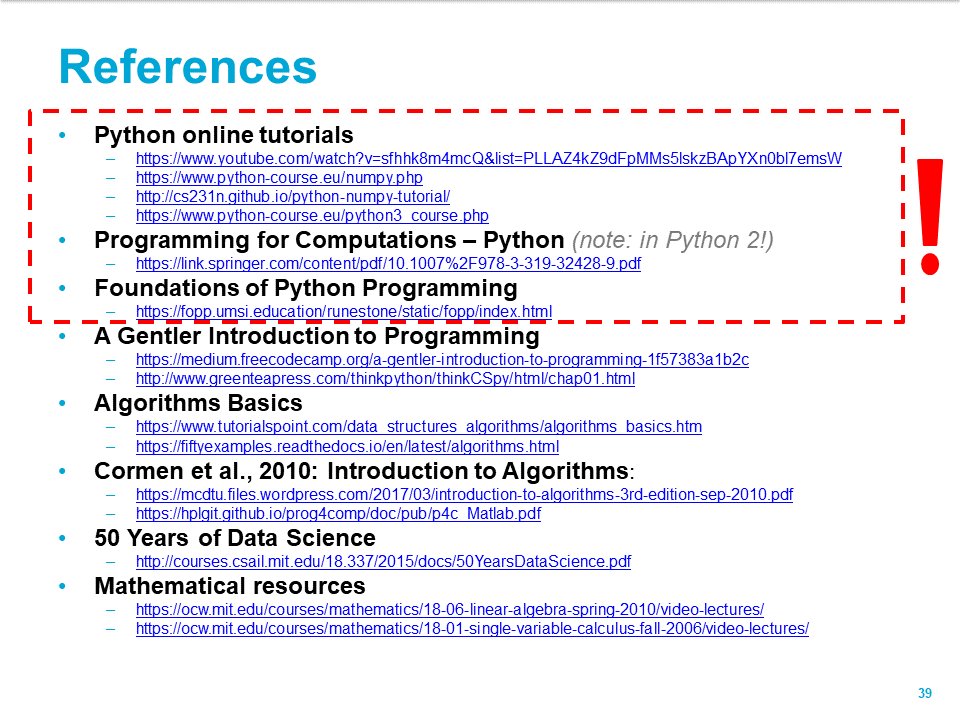 References
• Python online tutorials
– https://www.youtube.com/watch?v=sfhhk8m4mcQ&list=PLLAZ4kZ9dFpMMs5lskzBApYXn0bl7emsW
– https://www.python-course.eu/numpy.php
– http://cs231n.github.io/python-numpy-tutorial/
– https://www.python-course.eu/python3_course.php
• Programming for Computations – Python (note: in Python 2!)
– https://link.springer.com/content/pdf/10.1007%2F978-3-319-32428-9.pdf
• Foundations of Python Programming
– https://fopp.umsi.education/runestone/static/fopp/index.html
!
• A Gentler Introduction to Programming
– https://medium.freecodecamp.org/a-gentler-introduction-to-programming-1f57383a1b2c
– http://www.greenteapress.com/thinkpython/thinkCSpy/html/chap01.html
• Algorithms Basics
– https://www.tutorialspoint.com/data_structures_algorithms/algorithms_basics.htm
– https://fiftyexamples.readthedocs.io/en/latest/algorithms.html
• Cormen et al., 2010: Introduction to Algorithms:
– https://mcdtu.files.wordpress.com/2017/03/introduction-to-algorithms-3rd-edition-sep-2010.pdf
– https://hplgit.github.io/prog4comp/doc/pub/p4c_Matlab.pdf
• 50 Years of Data Science
– http://courses.csail.mit.edu/18.337/2015/docs/50YearsDataScience.pdf
• Mathematical resources
– https://ocw.mit.edu/courses/mathematics/18-06-linear-algebra-spring-2010/video-lectures/
– https://ocw.mit.edu/courses/mathematics/18-01-single-variable-calculus-fall-2006/video-lectures/
39